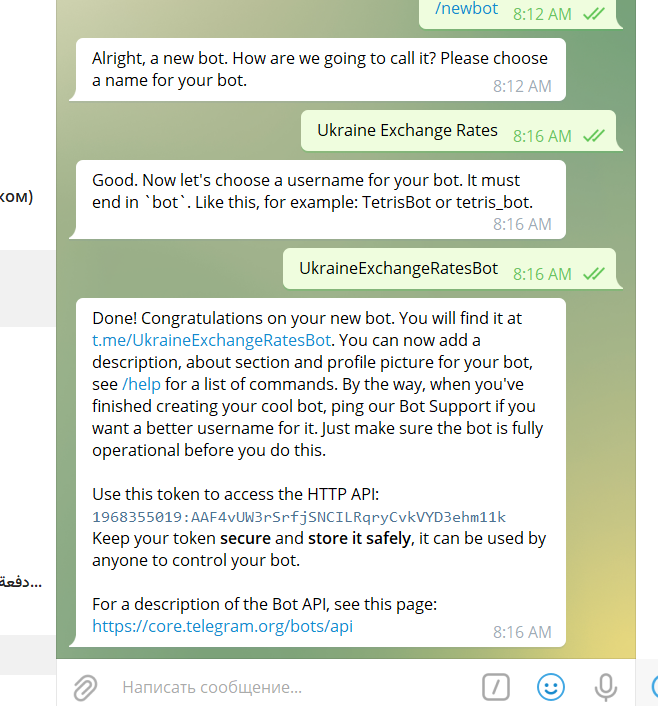 /newbot 8:12 AM
Alright, a new bot. How are we going to call it? Please choose
a name for your bot.
8:12 AM
Ukraine Exchange Rates 8:16 AM
Good. Now let's choose a username for your bot. It must
end in `bot`. Like this, for example: TetrisBot or tetris_bot.
8:16 AM
ком)
UkraineExchangeRatesBot 8:16 AM
Done! Congratulations on your new bot. You will find it at
t.me/UkraineExchangeRatesBot. You can now add a
description, about section and profile picture for your bot,
see /help for a list of commands. By the way, when you've
finished creating your cool bot, ping our Bot Support if you
want a better username for it. Just make sure the bot is fully
operational before you do this.
Use this token to access the HTTP API:
1968355019:AAF4vUW3rSrfjSNCILRqryCvkVYD3ehm11k
Keep your token secure and store it safely, it can be used by
anyone to control your bot.
دفعة...
For a description of the Bot API, see this page:
https://core.telegram.org/bots/api
8:16 AM
Написать сообщение...